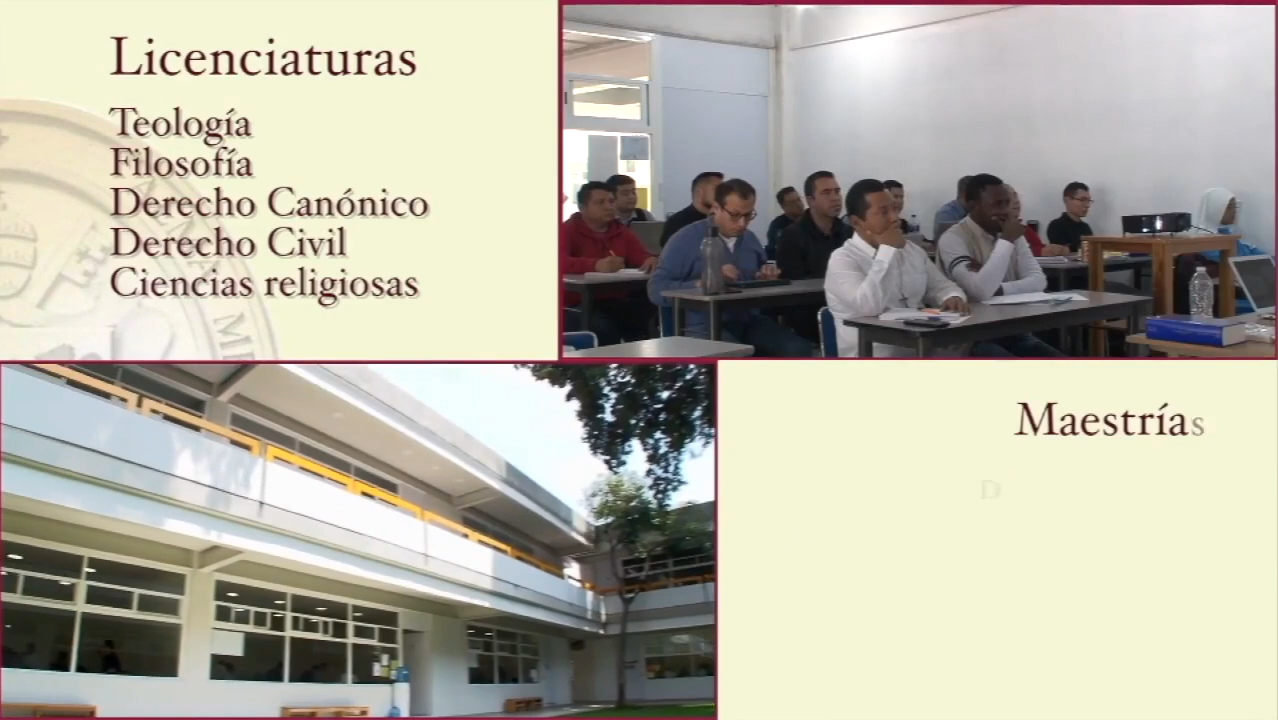 Licenciaturas
Teología
Filosofía
Derecho Canónico
Derecho Civil
Ciencias religiosas
Maestrías
D